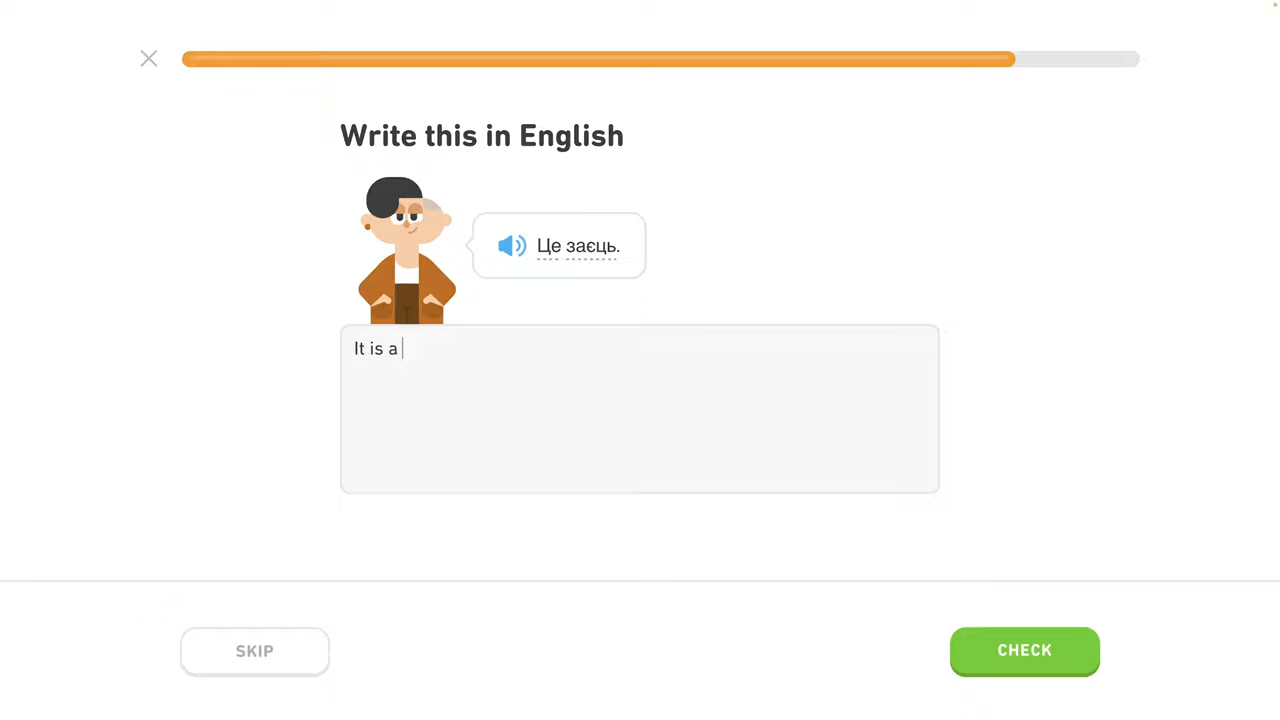 Write this in English
Це заєць.
It is a
SKIP
CHECK